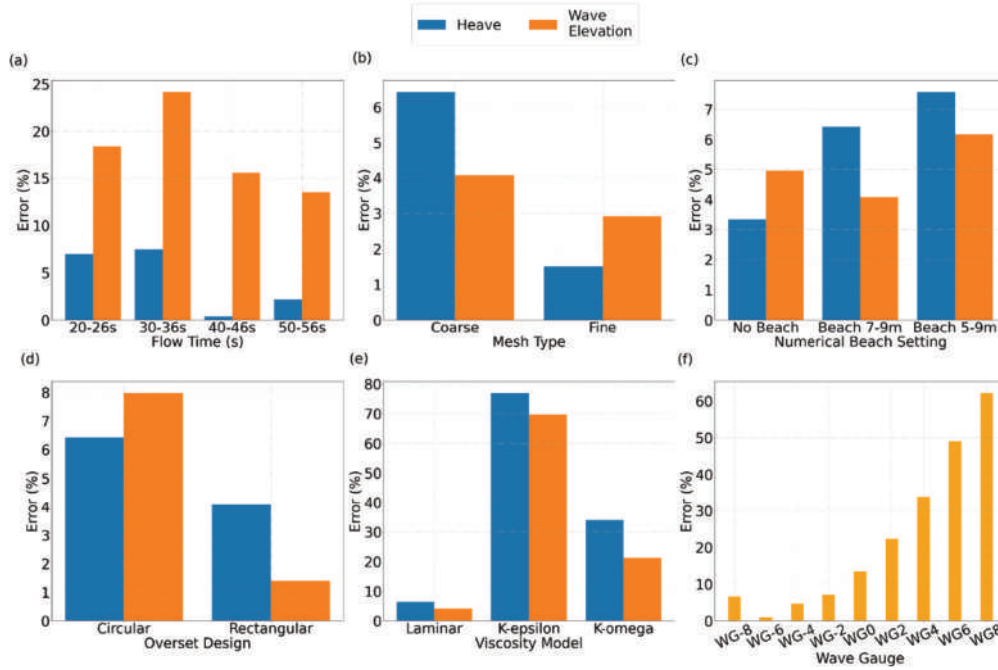 Heave
Wave
Elevation
(a)
25
20
15
10
5
0
Error (%)
20-26s 30-36s 40-46s 50-56s
Flow Time (s)
(b)
6
5
4
3
2
1
0
Error (%)
Coarse Fine
Mesh Type
(c)
7
6
5
4
3
2
1
0
Error (%)
No Beach Beach 7-9m Beach 5-9m
Numerical Beach Setting
(d)
8
7
6
5
4
3
2
1
0
Error (%)
Circular Rectangular
Overset Design
(e)
80
70
60
50
40
30
20
10
0
Error (%)
Laminar K-epsilon K-omega
Viscosity Model
(f)
60
50
40
30
20
10
0
Error (%)
WG-8 WG-6 WG-4 WG-2 WG0 WG2 WG4 WG6 WG8
Wave Gauge